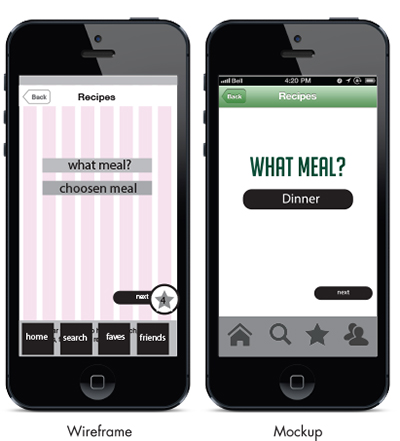 Back
Recipes
what meal?
choosen meal
next
4
home
search
faves
friends
Wireframe
Bell
4:20 PM
Back
Recipes
WHAT MEAL?
Dinner
next
Mockup